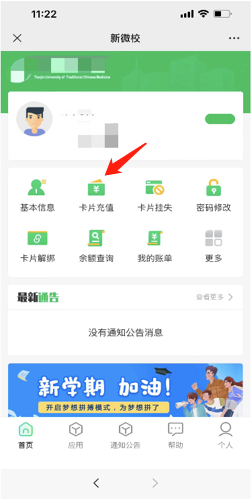 11:22
新微校
Tianjin University of Traditional Chinese Medicine
基本信息
卡片充值
卡片挂失
密码修改
卡片解绑
余额查询
我的账单
更多
最新通告
查看更多 >
没有通知公告消息
新学期 加油！
开启梦想拼搏模式，为梦想拼了
首页
应用
通知公告
帮助
个人